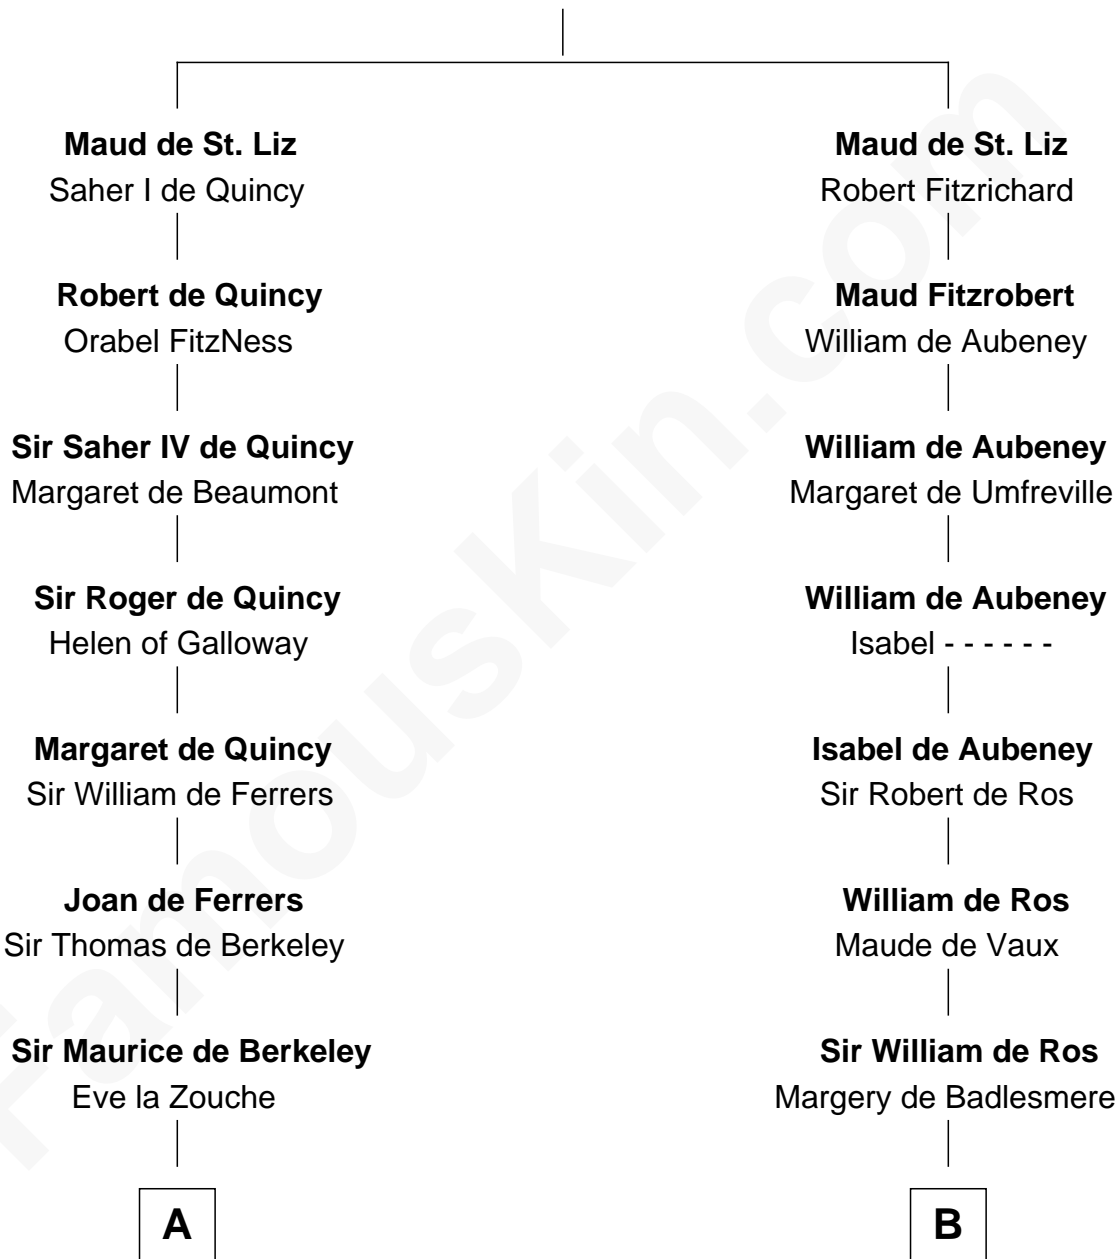 Maud de St. Liz
Saher I de Quincy
Robert de Quincy
Orabel FitzNess
Sir Saher IV de Quincy
Margaret de Beaumont
Sir Roger de Quincy
Helen of Galloway
Margaret de Quincy
Sir William de Ferrers
Joan de Ferrers
Sir Thomas de Berkeley
Sir Maurice de Berkeley
Eve la Zouche
A
Maud de St. Liz
Robert Fitzrichard
Maud Fitzrobert
William de Aubeney
William de Aubeney
Margaret de Umfreville
William de Aubeney
Isabel - - - - - -
Isabel de Aubeney
Sir Robert de Ros
William de Ros
Maude de Vaux
Sir William de Ros
Margery de Badlesmere
B
FamousKin.com